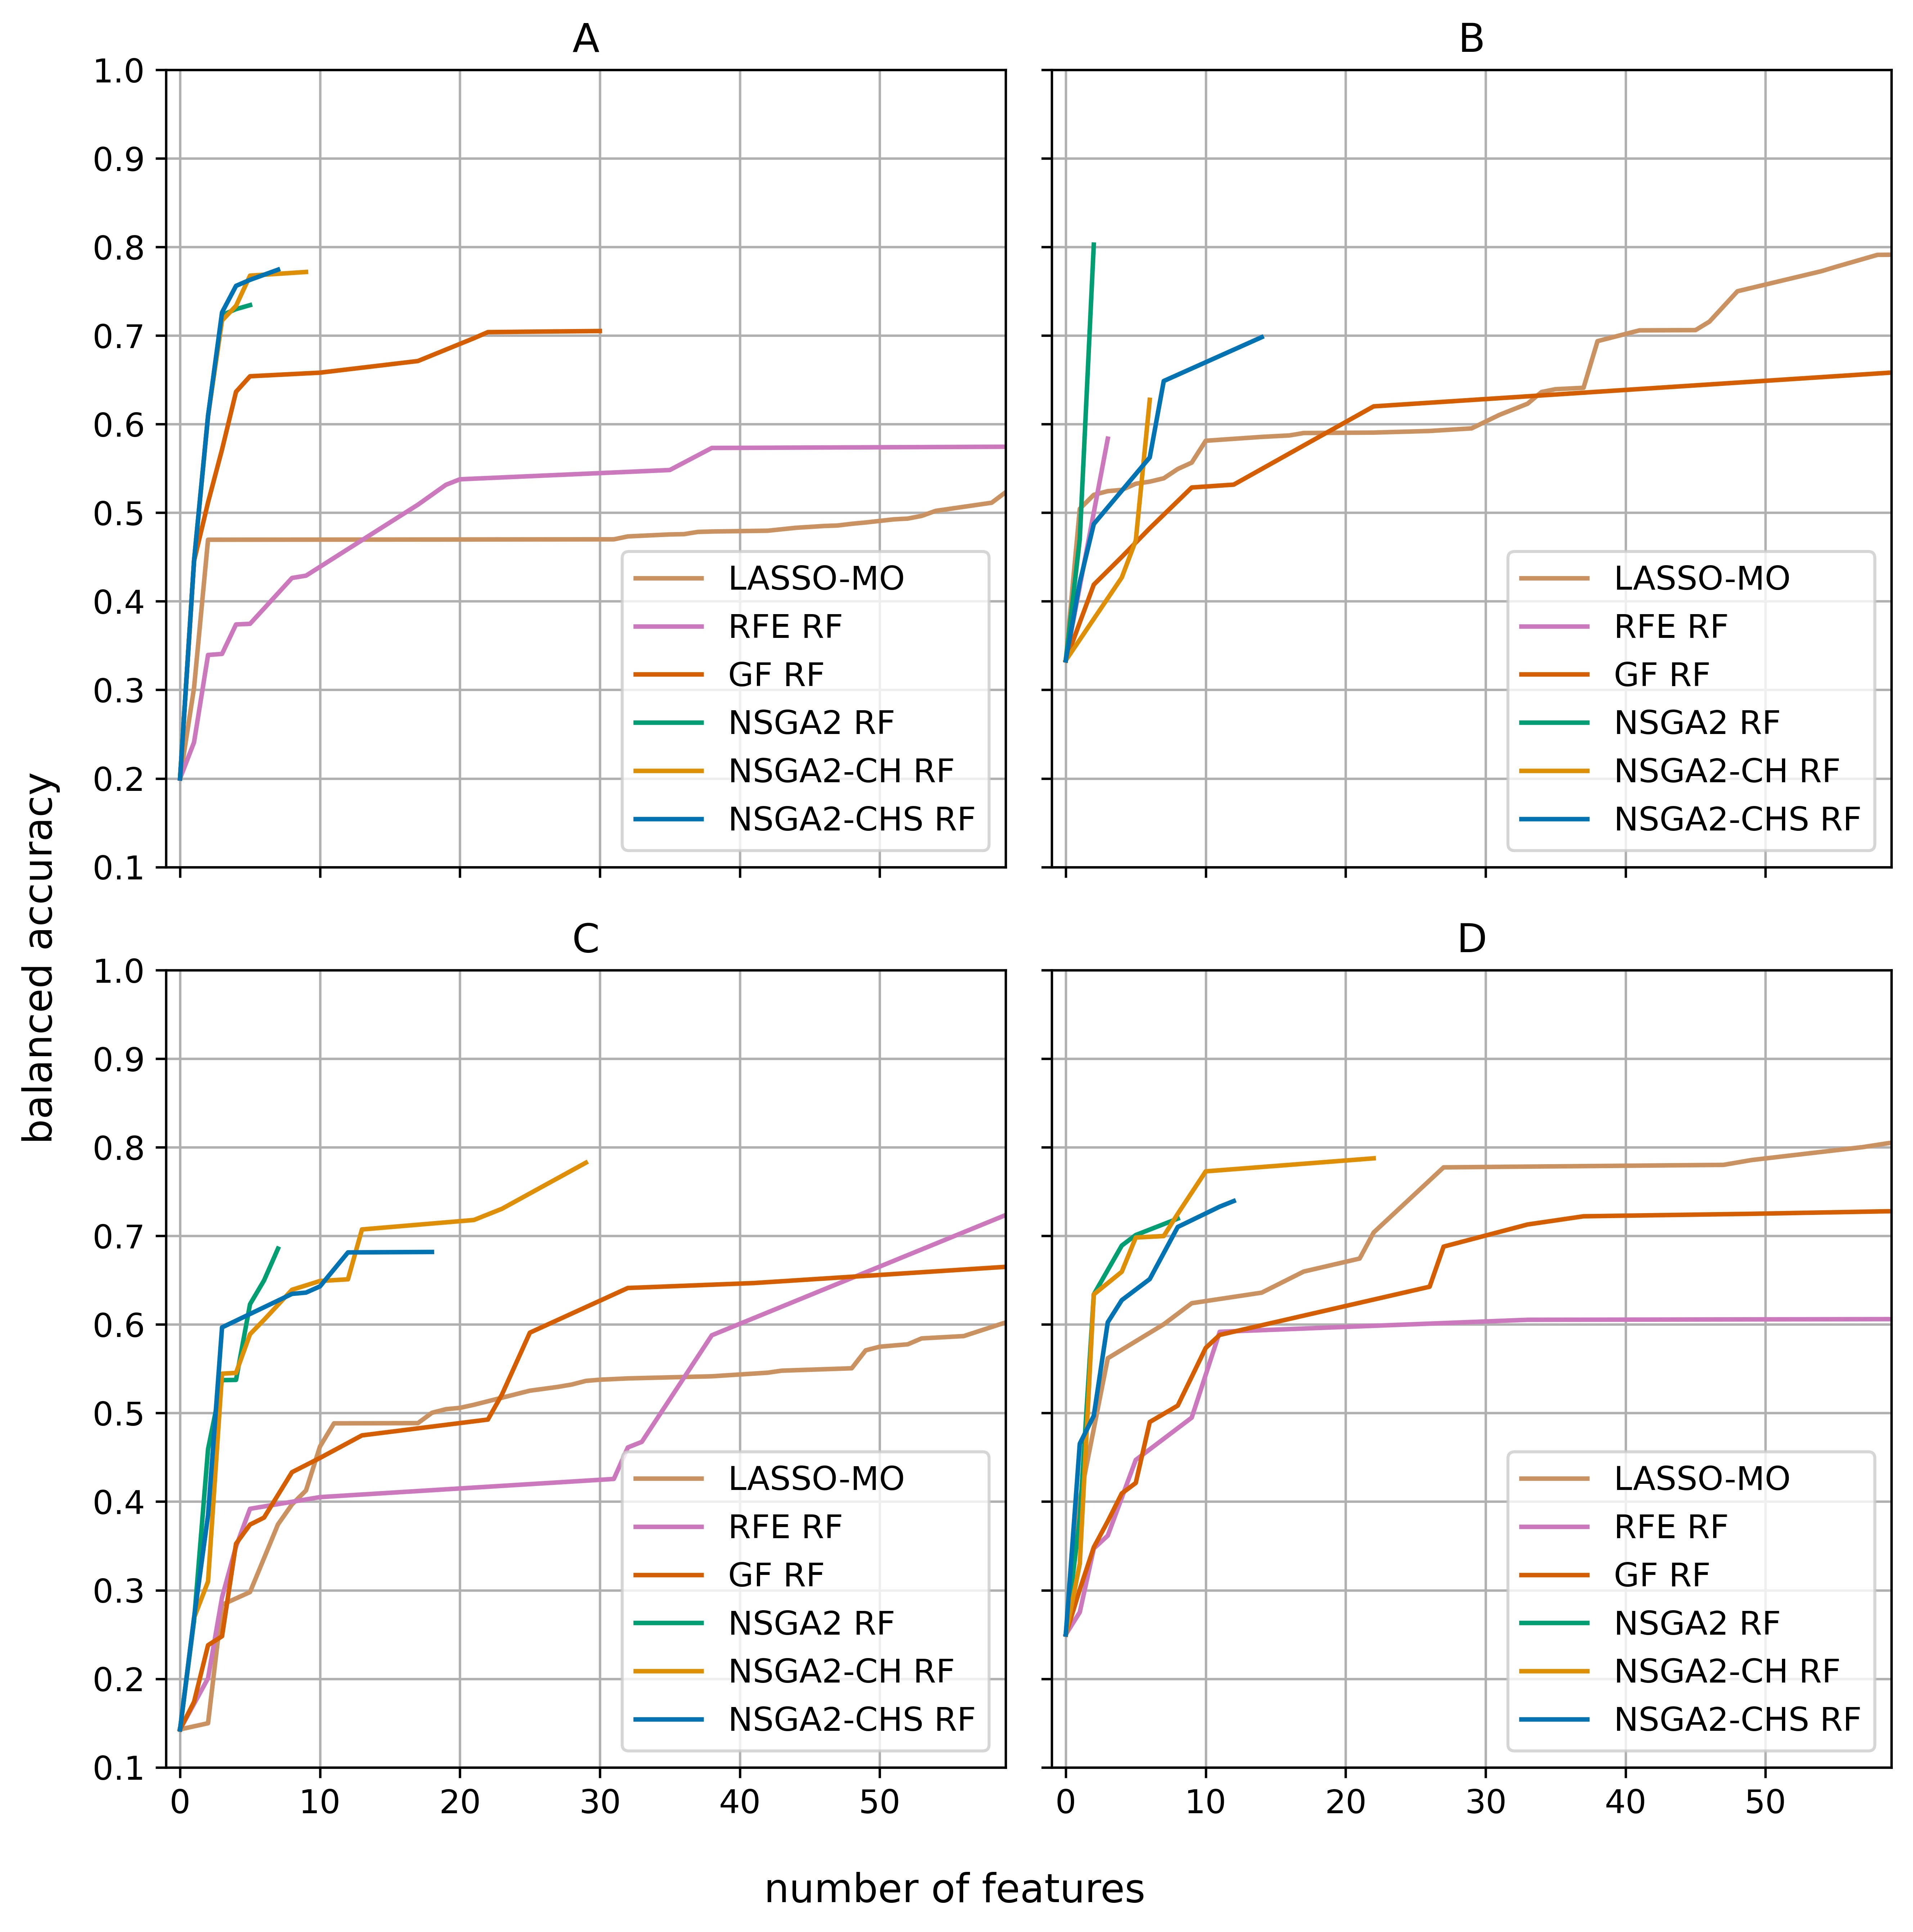 A
B
1.0
0.9
0.8
0.7
0.6
0.5
0.4
0.3
0.2
0.1
LASSO-MO
RFE RF
GF RF
NSGA2 RF
NSGA2-CH RF
NSGA2-CHS RF
LASSO-MO
RFE RF
GF RF
NSGA2 RF
NSGA2-CH RF
NSGA2-CHS RF
balanced accuracy
C
D
1.0
0.9
0.8
0.7
0.6
0.5
0.4
0.3
0.2
0.1
LASSO-MO
RFE RF
GF RF
NSGA2 RF
NSGA2-CH RF
NSGA2-CHS RF
LASSO-MO
RFE RF
GF RF
NSGA2 RF
NSGA2-CH RF
NSGA2-CHS RF
0 10 20 30 40 50
0 10 20 30 40 50
number of features